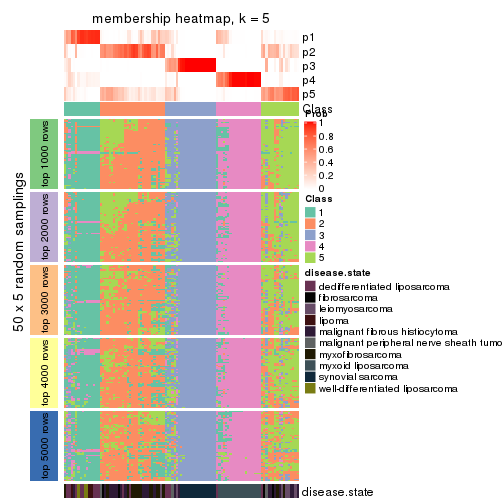 membership heatmap, k = 5
p1
p2
p3
p4
p5
Class
Prob
1
0.8
0.6
0.4
0.2
0
Class
1
2
3
4
5
disease.state
dedifferentiated liposarcoma
fibrosarcoma
leiomyosarcoma
lipoma
malignant fibrous histiocytoma
malignant peripheral nerve sheath tumo
myxofibrosarcoma
myxoid liposarcoma
synovial sarcoma
well-differentiated liposarcoma
50 x 5 random samplings
top 1000 rows
top 2000 rows
top 3000 rows
top 4000 rows
top 5000 rows
disease.state